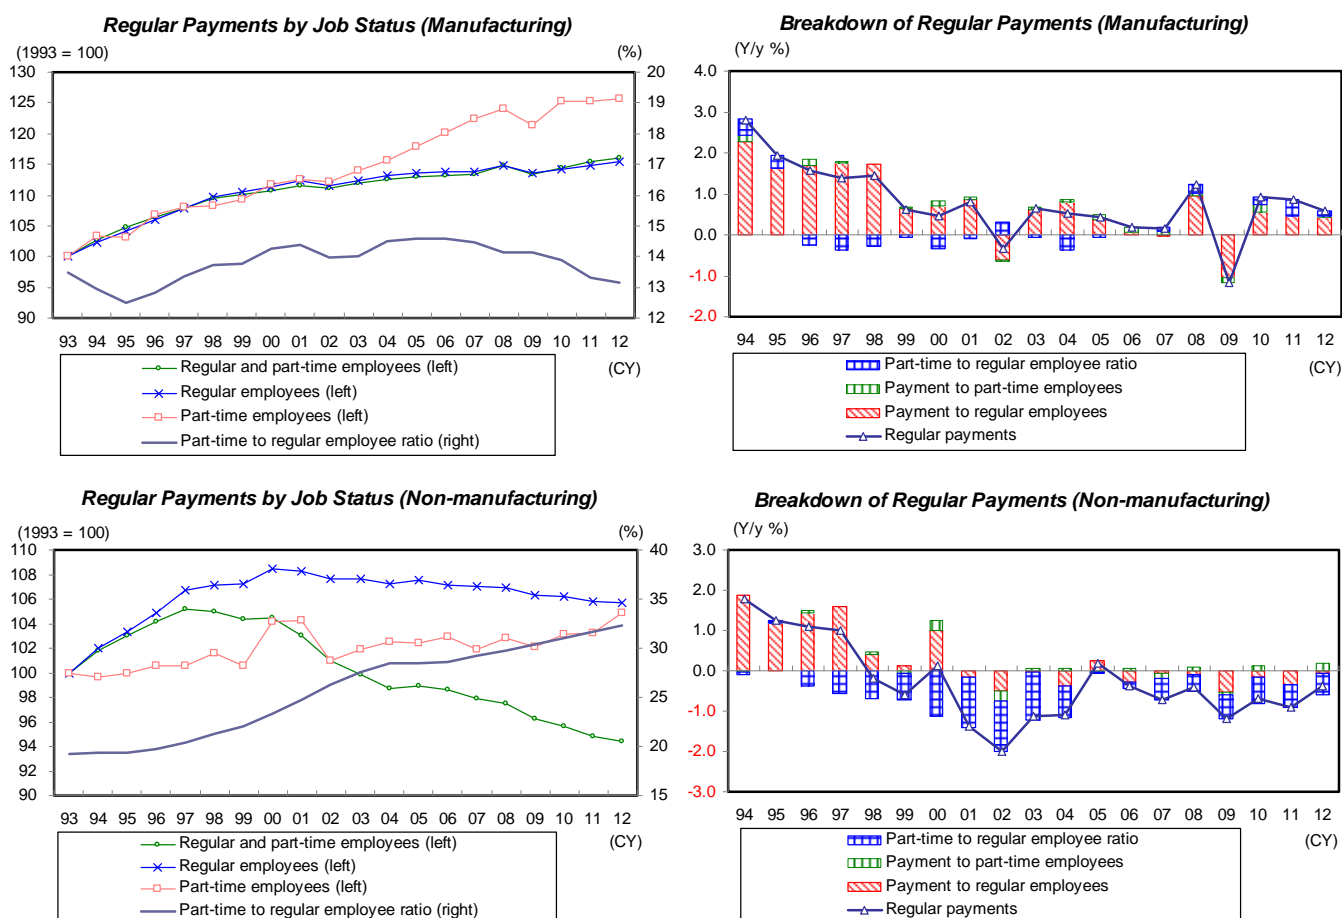 Regular Payments by Job Status (Manufacturing)
(1993 = 100)
(%)
130
125
120
115
110
105
100
95
90
20
19
18
17
16
15
14
13
12
93 94 95 96 97 98 99 00 01 02 03 04 05 06 07 08 09 10 11 12
(CY)
Regular and part-time employees (left)
Regular employees (left)
Part-time employees (left)
Part-time to regular employee ratio (right)
Breakdown of Regular Payments (Manufacturing)
(Y/y %)
4.0
3.0
2.0
1.0
0.0
-1.0
-2.0
94 95 96 97 98 99 00 01 02 03 04 05 06 07 08 09 10 11 12
(CY)
Part-time to regular employee ratio
Payment to part-time employees
Payment to regular employees
Regular payments
Regular Payments by Job Status (Non-manufacturing)
(1993 = 100)
(%)
110
108
106
104
102
100
98
96
94
92
90
40
35
30
25
20
15
93 94 95 96 97 98 99 00 01 02 03 04 05 06 07 08 09 10 11 12
(CY)
Regular and part-time employees (left)
Regular employees (left)
Part-time employees (left)
Part-time to regular employee ratio (right)
Breakdown of Regular Payments (Non-manufacturing)
(Y/y %)
3.0
2.0
1.0
0.0
-1.0
-2.0
-3.0
94 95 96 97 98 99 00 01 02 03 04 05 06 07 08 09 10 11 12
(CY)
Part-time to regular employee ratio
Payment to part-time employees
Payment to regular employees
Regular payments